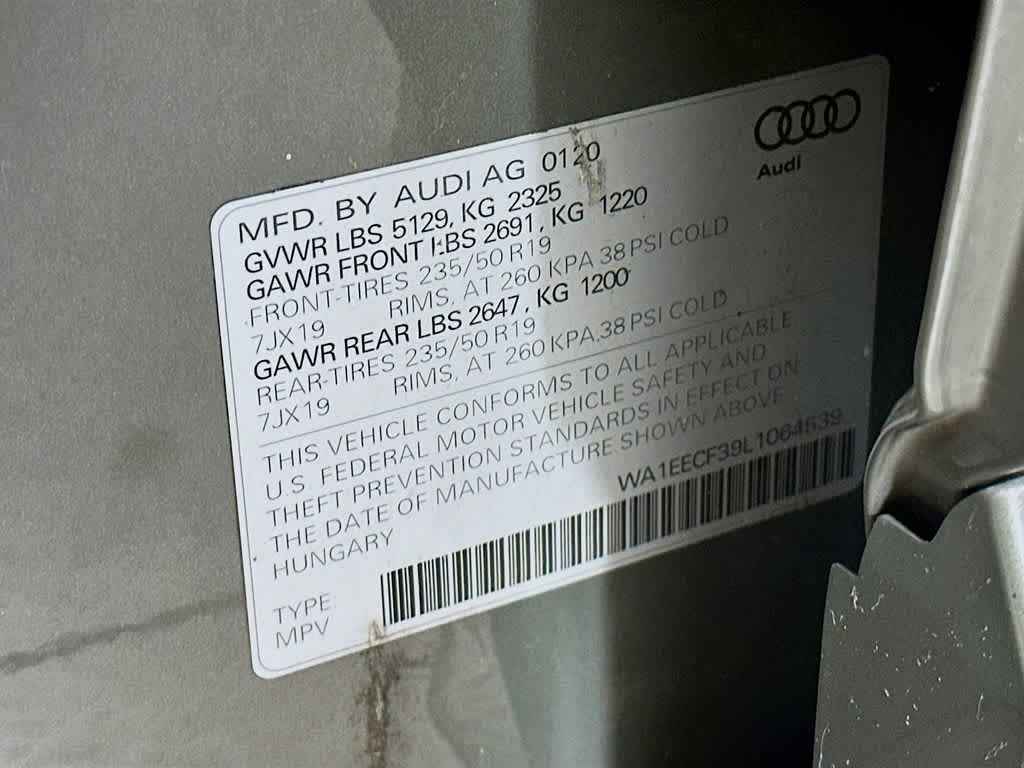 Audi
MFD. BY AUDI AG 0120
GVWR LBS 5129, KG 2325
GAWR FRONT LBS 2691, KG 1220
FRONT-TIRES 235/50 R19
7JX19 RIMS, AT 260 KPA 38 PSI COLD
GAWR REAR LBS 2647, KG 1200
REAR-TIRES 235/50 R19
7JX19 RIMS, AT 260 KPA,38 PSI COLD
THIS VEHICLE CONFORMS TO ALL APPLICABLE
U.S. FEDERAL MOTOR VEHICLE SAFETY AND
THEFT PREVENTION STANDARDS IN EFFECT ON
THE DATE OF MANUFACTURE SHOWN ABOVE
HUNGARY
WA1EECF39L1064539
TYPE
MPV